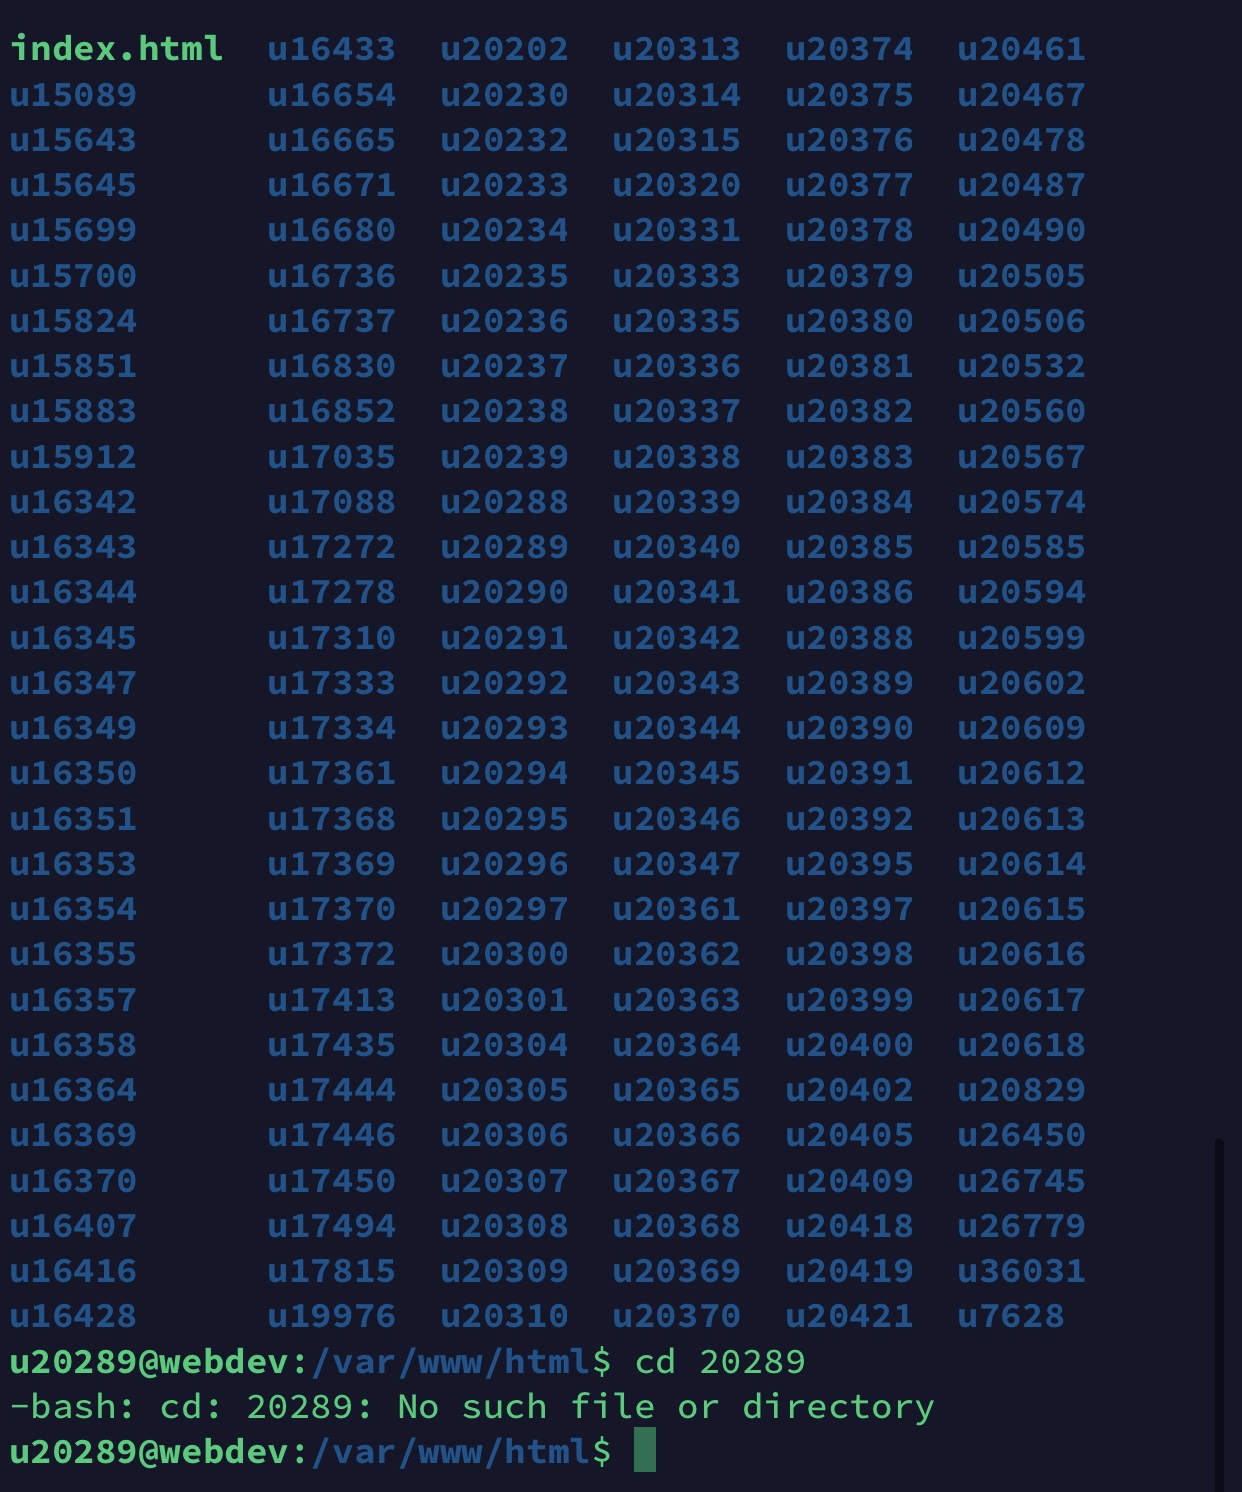 index.html u16433 u20202 u20313 u20374 u20461
u15089 u16654 u20230 u20314 u20375 u20467
u15643 u16665 u20232 u20315 u20376 u20478
u15645 u16671 u20233 u20320 u20377 u20487
u15699 u16680 u20234 u20331 u20378 u20490
u15700 u16736 u20235 u20333 u20379 u20505
u15824 u16737 u20236 u20335 u20380 u20506
u15851 u16830 u20237 u20336 u20381 u20532
u15883 u16852 u20238 u20337 u20382 u20560
u15912 u17035 u20239 u20338 u20383 u20567
u16342 u17088 u20288 u20339 u20384 u20574
u16343 u17272 u20289 u20340 u20385 u20585
u16344 u17278 u20290 u20341 u20386 u20594
u16345 u17310 u20291 u20342 u20388 u20599
u16347 u17333 u20292 u20343 u20389 u20602
u16349 u17334 u20293 u20344 u20390 u20609
u16350 u17361 u20294 u20345 u20391 u20612
u16351 u17368 u20295 u20346 u20392 u20613
u16353 u17369 u20296 u20347 u20395 u20614
u16354 u17370 u20297 u20361 u20397 u20615
u16355 u17372 u20300 u20362 u20398 u20616
u16357 u17413 u20301 u20363 u20399 u20617
u16358 u17435 u20304 u20364 u20400 u20618
u16364 u17444 u20305 u20365 u20402 u20829
u16369 u17446 u20306 u20366 u20405 u26450
u16370 u17450 u20307 u20367 u20409 u26745
u16407 u17494 u20308 u20368 u20418 u26779
u16416 u17815 u20309 u20369 u20419 u36031
u16428 u19976 u20310 u20370 u20421 u7628
u20289@webdev:/var/www/html$ cd 20289
-bash: cd: 20289: No such file or directory
u20289@webdev:/var/www/html$